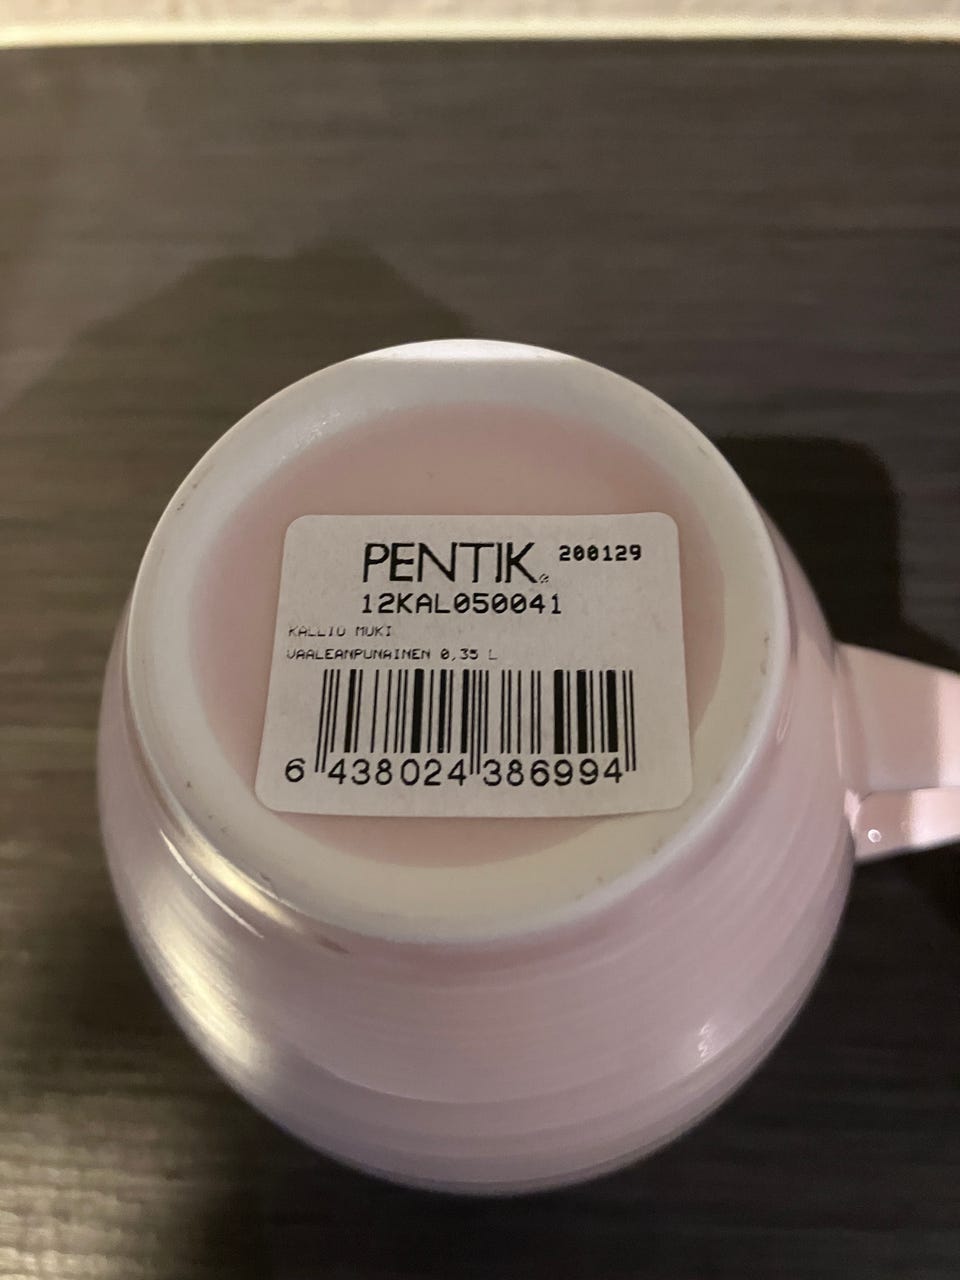 PENTIK® 200129
12KAL050041
KALLIO MUKI
VAALEANPUNAINEN 0,35 L
6 438024 386994